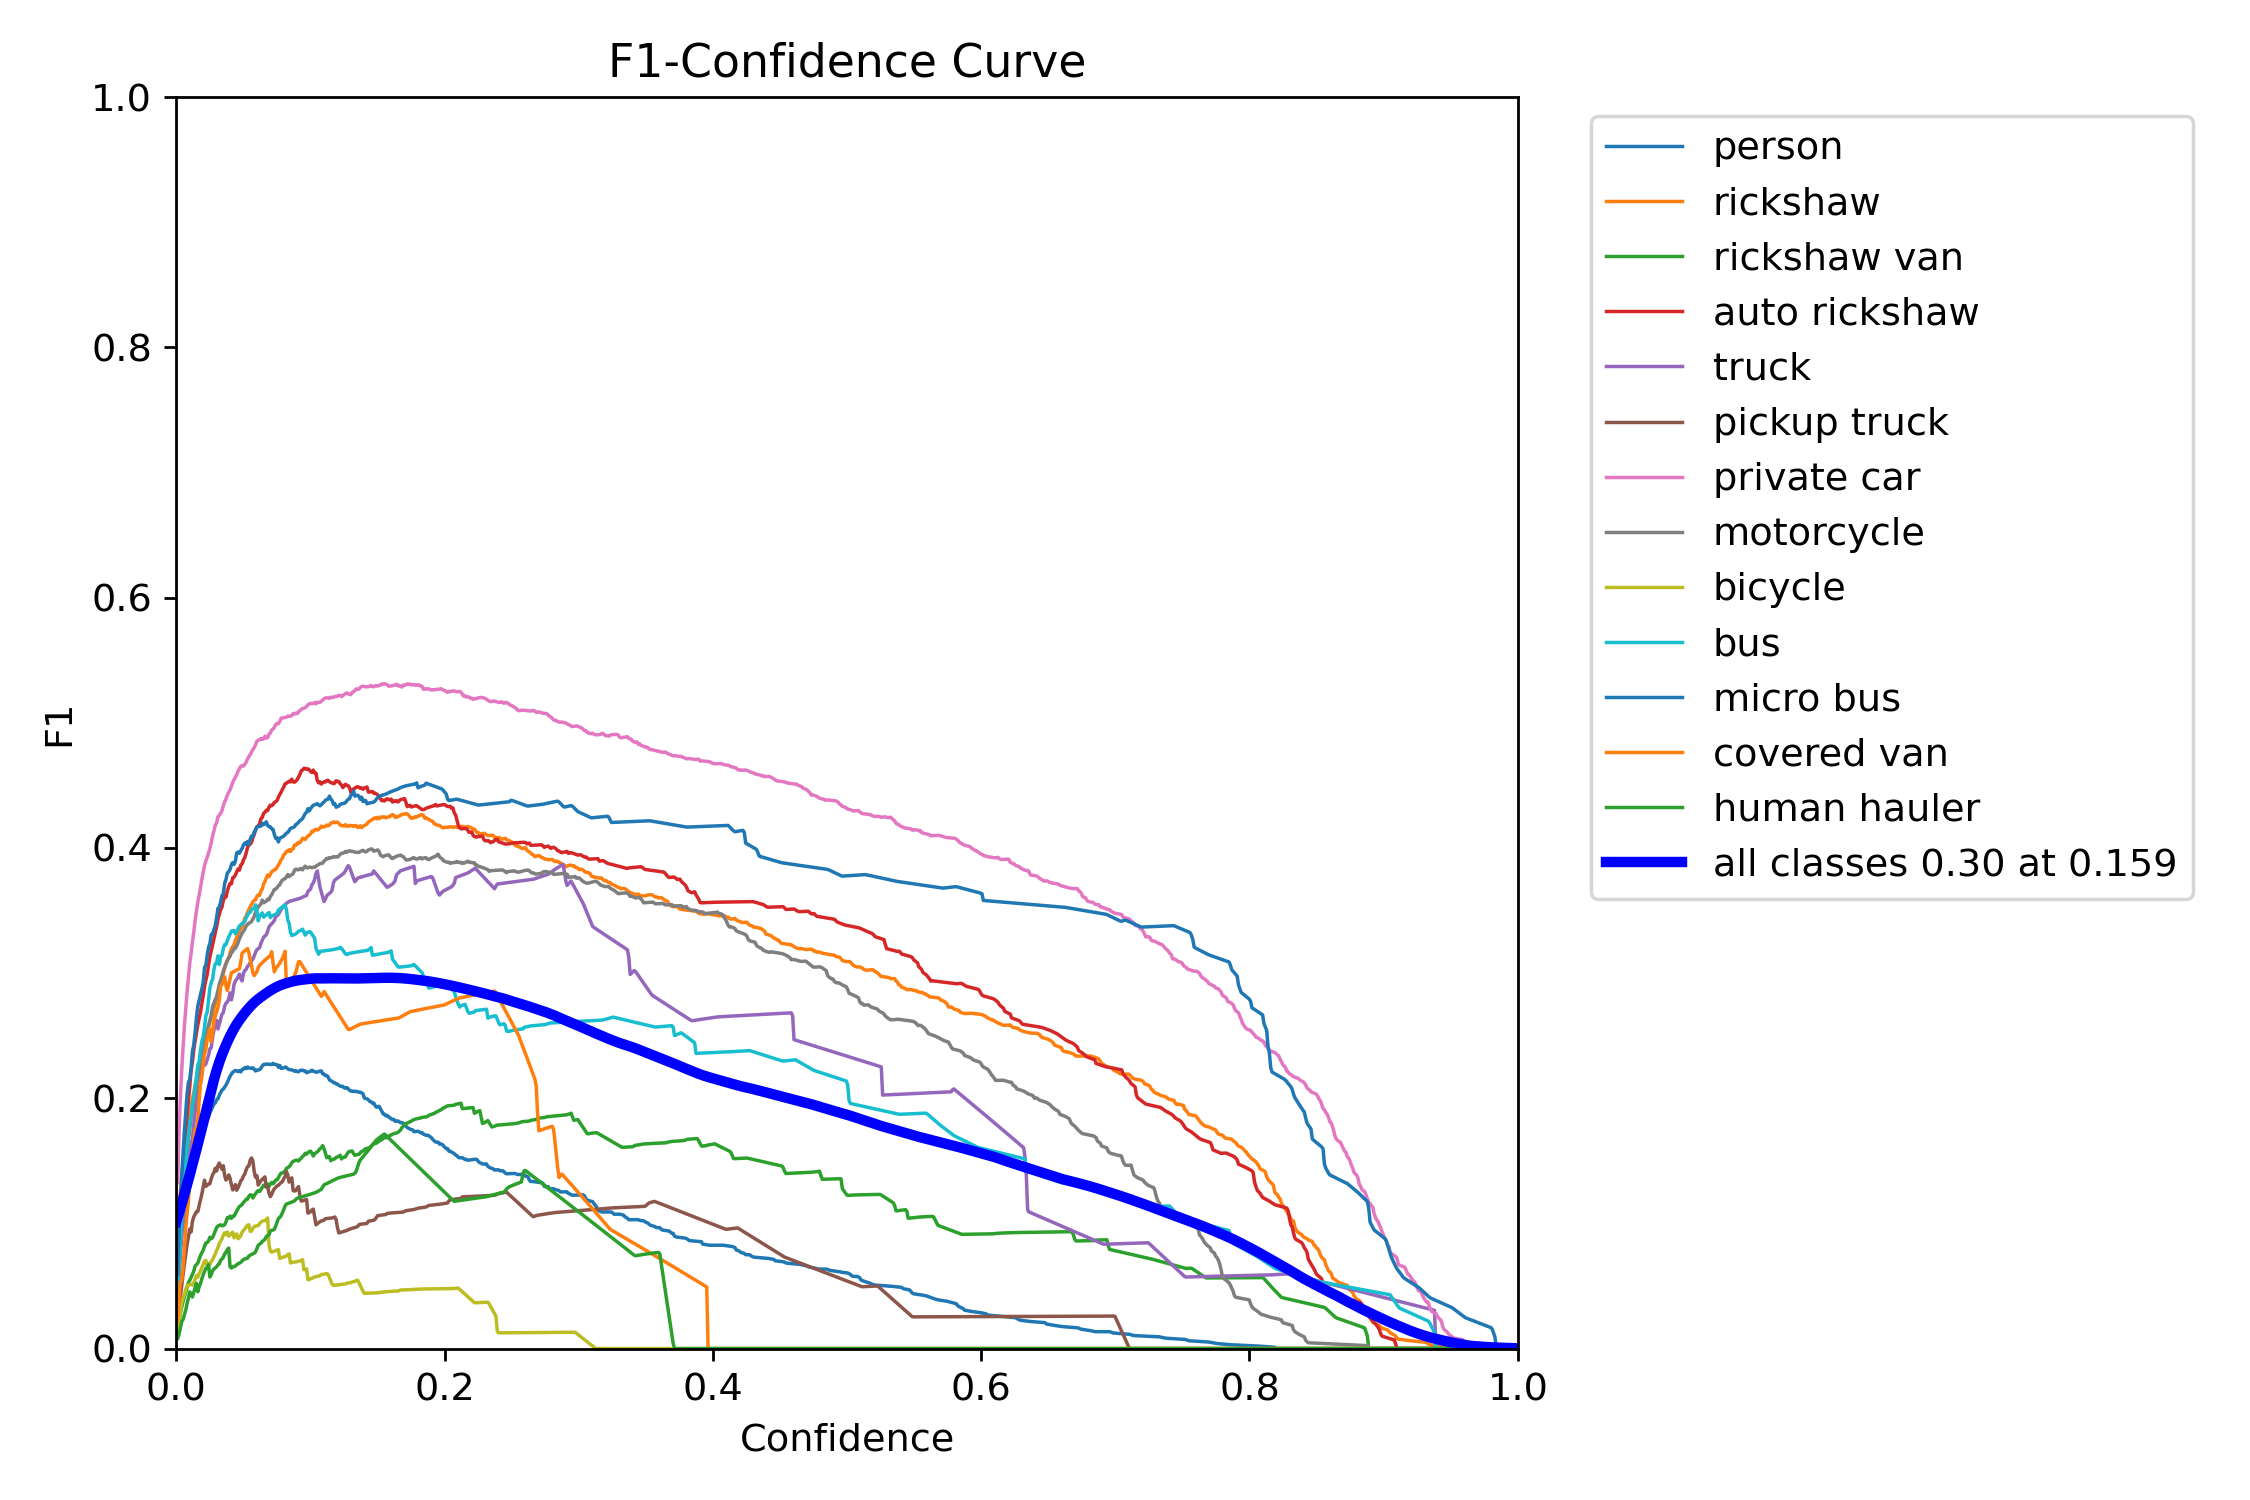 F1-Confidence Curve
1.0
0.8
0.6
0.4
0.2
0.0
F1
0.0 0.2 0.4 0.6 0.8 1.0
Confidence
person
rickshaw
rickshaw van
auto rickshaw
truck
pickup truck
private car
motorcycle
bicycle
bus
micro bus
covered van
human hauler
all classes 0.30 at 0.159